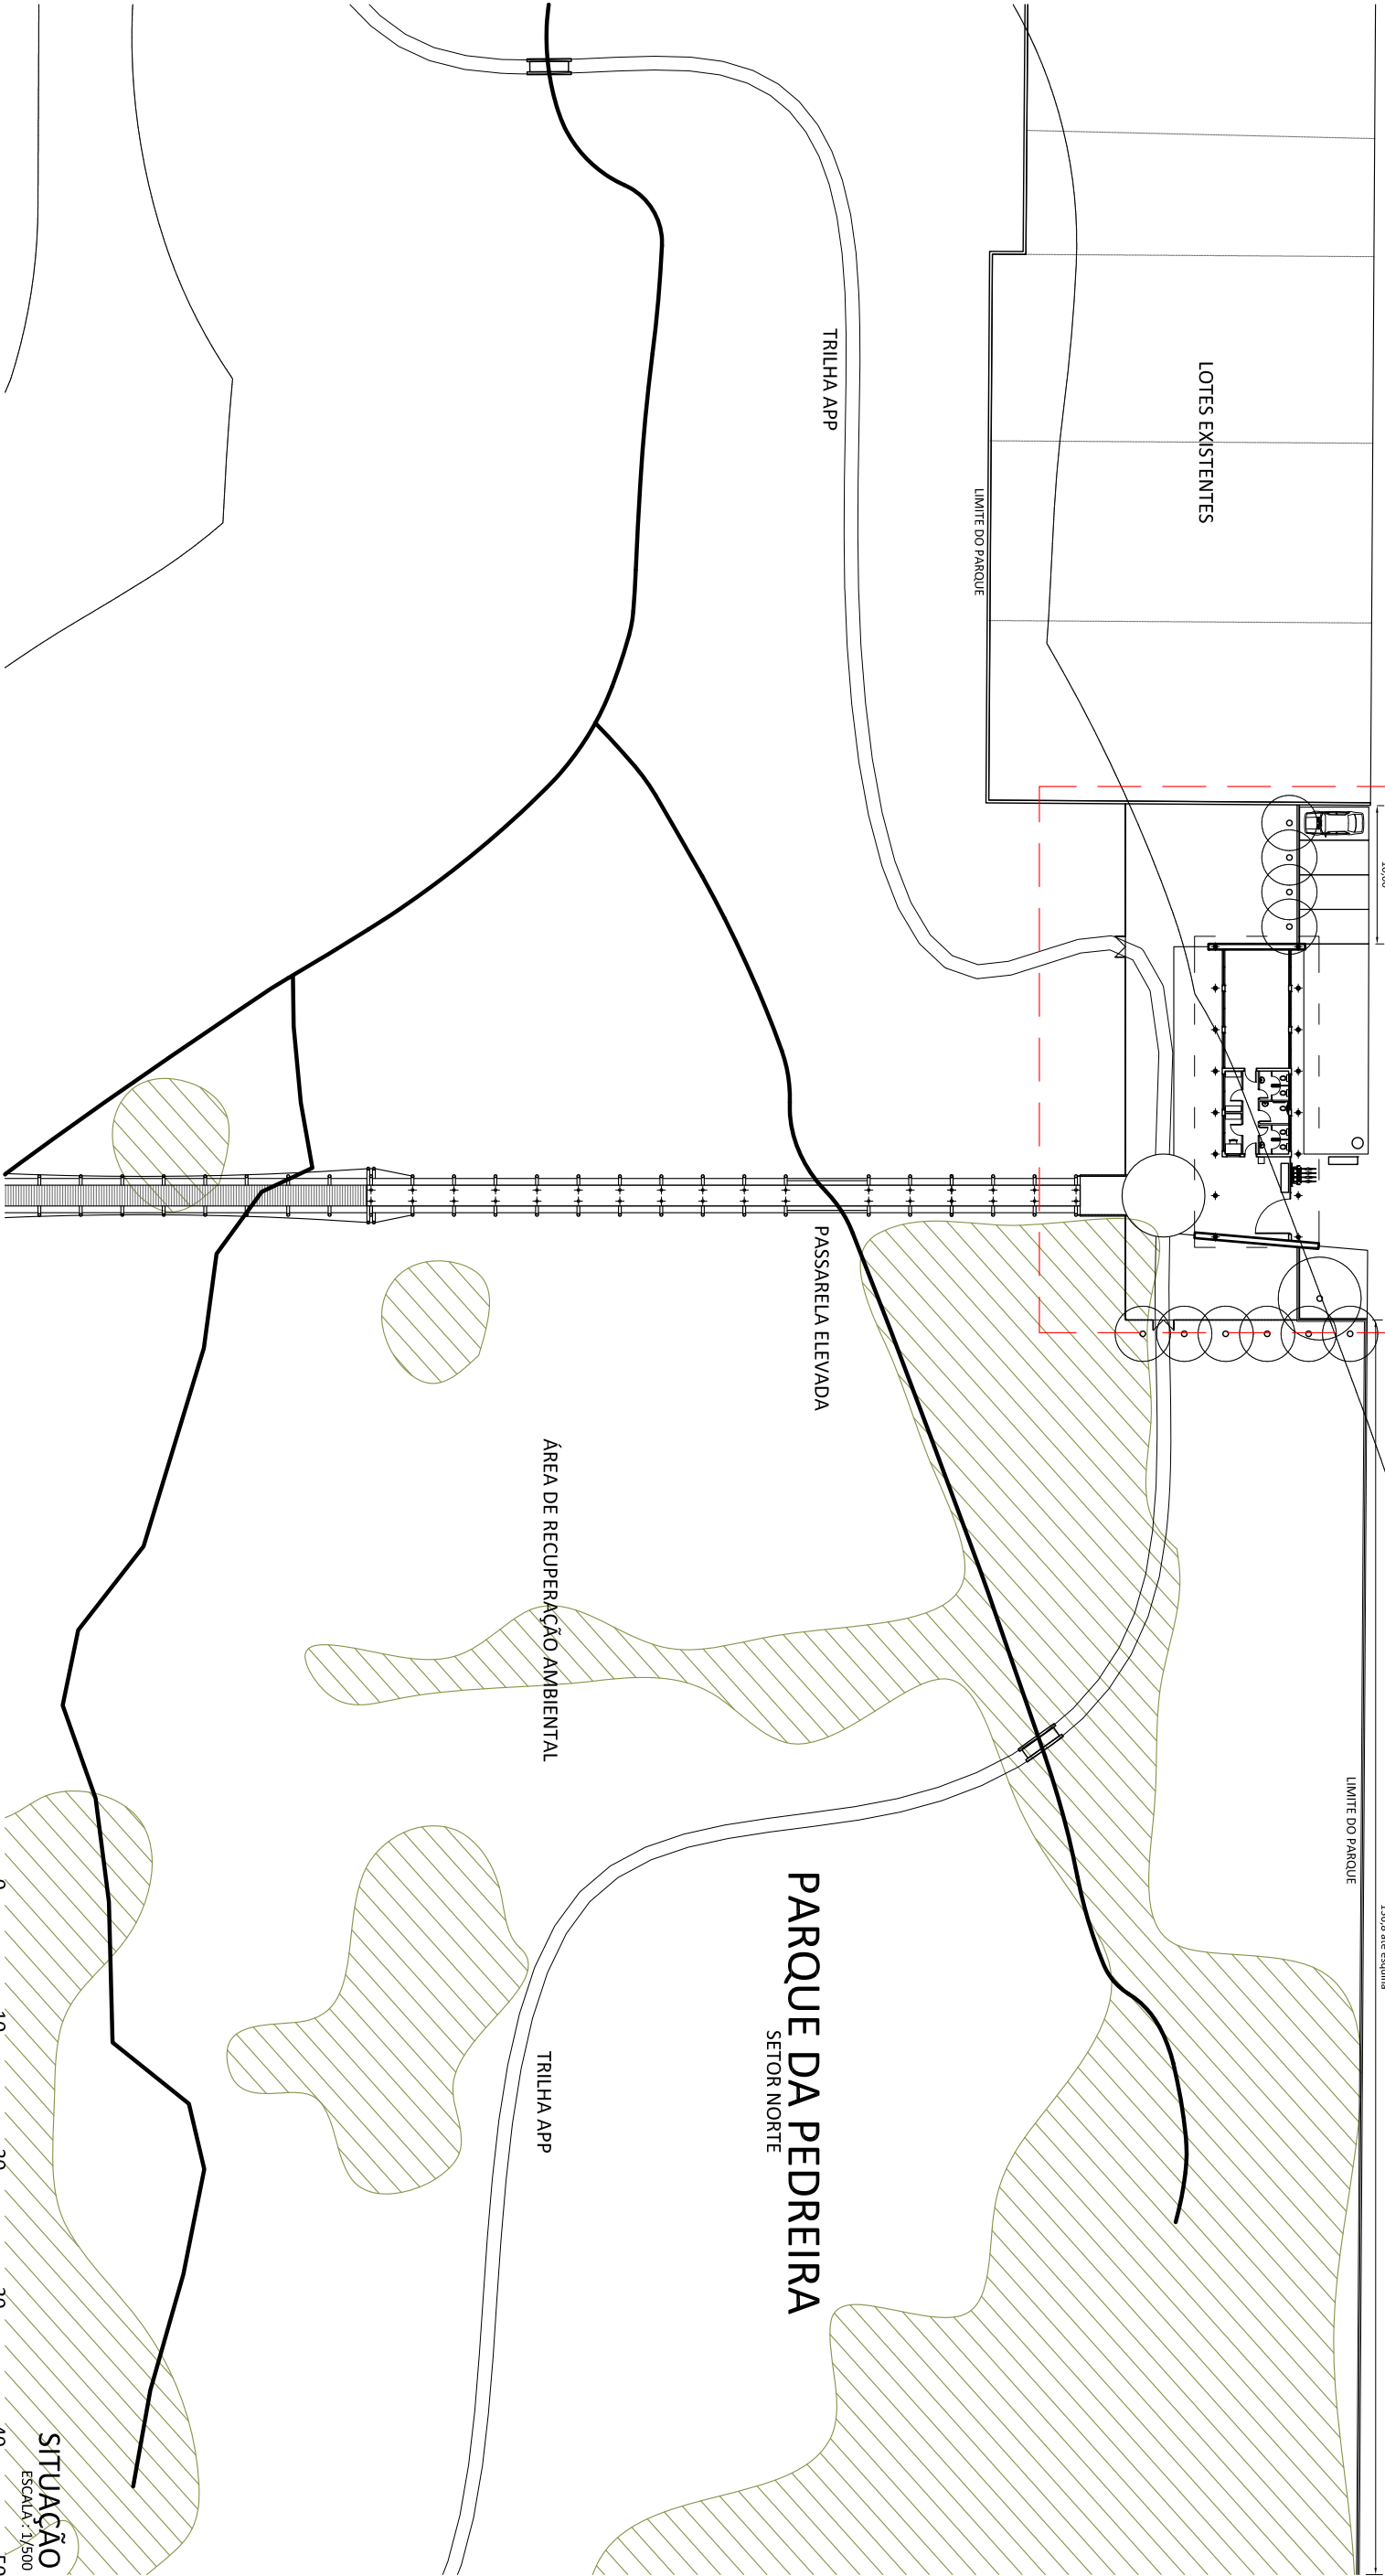 LOTES EXISTENTES
LIMITE DO PARQUE
TRILHA APP
PASSARELA ELEVADA
ÁREA DE RECUPERAÇÃO AMBIENTAL
LIMITE DO PARQUE
PARQUE DA PEDREIRA
SETOR NORTE
TRILHA APP
SITUAÇÃO
ESCALA : 1/500